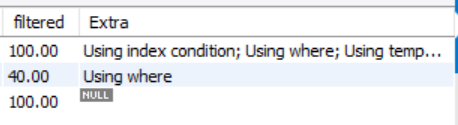 filtered Extra
100.00 Using index condition; Using where; Using temp...
40.00 Using where
100.00 NULL